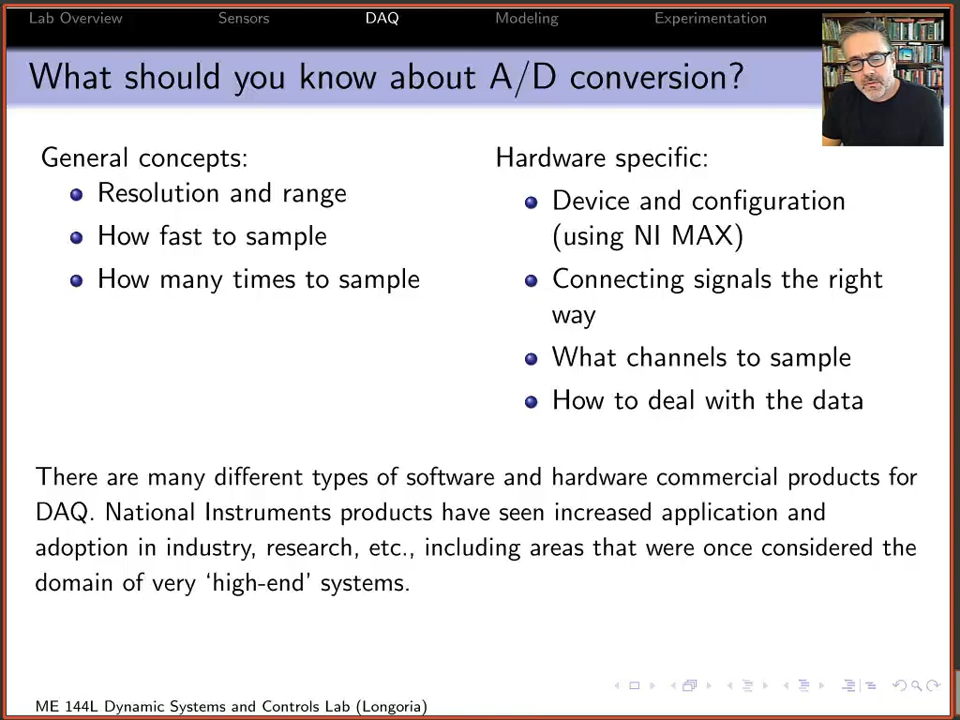 Lab Overview Sensors DAQ Modeling Experimentation
What should you know about A/D conversion?
General concepts:
Resolution and range
How fast to sample
How many times to sample
Hardware specific:
Device and configuration
(using NI MAX)
Connecting signals the right
way
What channels to sample
How to deal with the data
There are many different types of software and hardware commercial products for
DAQ. National Instruments products have seen increased application and
adoption in industry, research, etc., including areas that were once considered the
domain of very ‘high-end’ systems.
ME 144L Dynamic Systems and Controls Lab (Longoria)